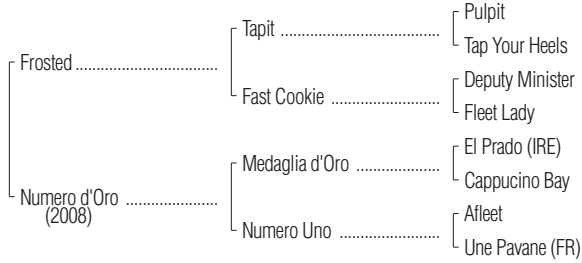 Pulpit
Tapit ..............................
Tap Your Heels
Frosted ........................................
Deputy Minister
Fast Cookie .......................
Fleet Lady
El Prado (IRE)
Medaglia d'Oro ..................
Cappucino Bay
Numero d'Oro .........................
(2008)
Afleet
Numero Uno ......................
Une Pavane (FR)